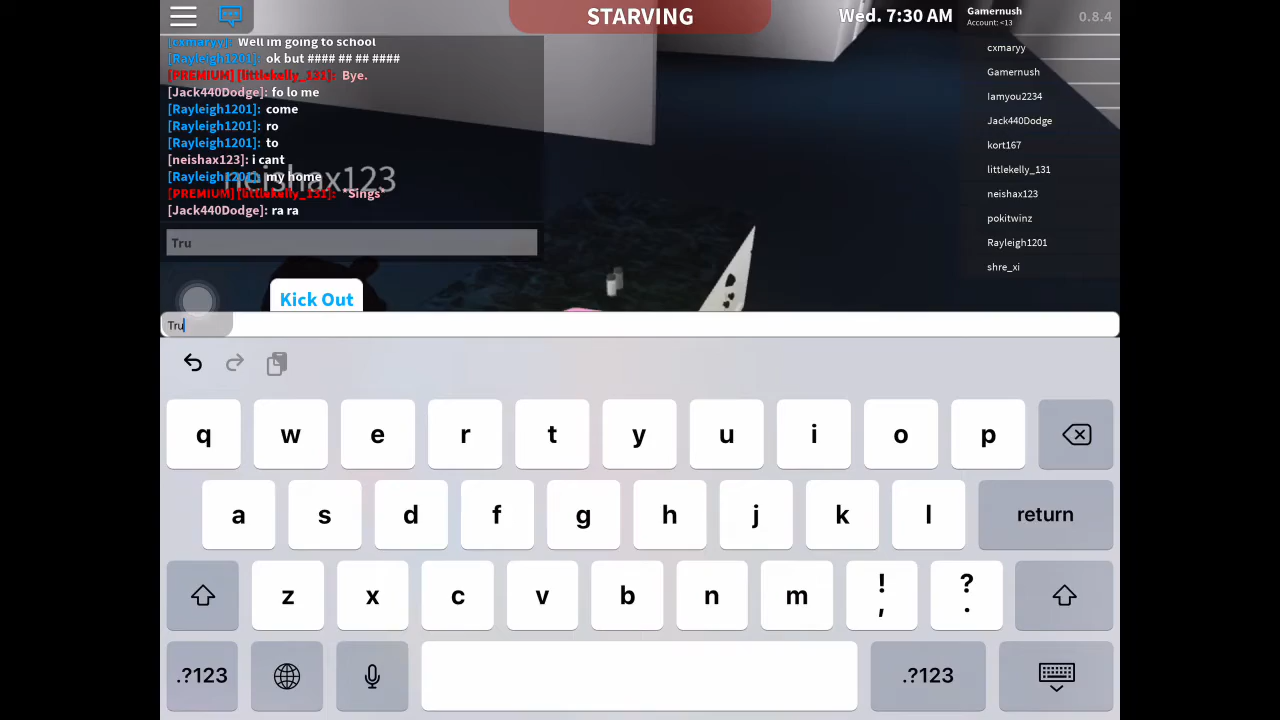 STARVING
Wed. 7:30 AM
Gamernush
Account: <13
0.8.4
[cxmaryy]: Well im going to school
[Rayleigh1201]: ok but #### ## ## ####
[PREMIUM] [littlekelly_131]: Bye.
[Jack440Dodge]: fo lo me
[Rayleigh1201]: come
[Rayleigh1201]: ro
[Rayleigh1201]: to
[neishax123]: i cant
[Rayleigh1201]: my home
[PREMIUM] [littlekelly_131]: *Sings*
[Jack440Dodge]: ra ra
neishax123
cxmaryy
Gamernush
Iamyou2234
Jack440Dodge
kort167
littlekelly_131
neishax123
pokitwinz
Rayleigh1201
shre_xi
Tru
Kick Out
Tru
q w e r t y u i o p
a s d f g h j k l return
z x c v b n m ! , ? .
.?123 .?123